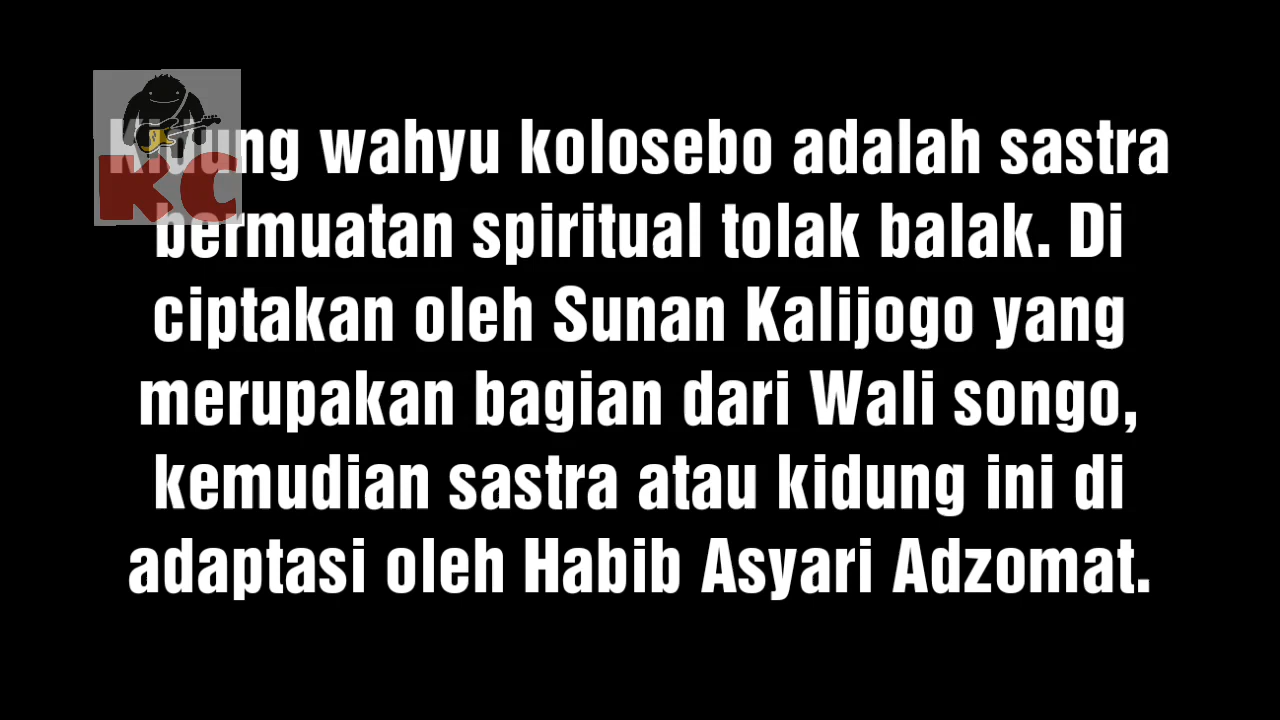 Kidung wahyu kolosebo adalah sastra
bermuatan spiritual tolak balak. Di
ciptakan oleh Sunan Kalijogo yang
merupakan bagian dari Wali songo,
kemudian sastra atau kidung ini di
adaptasi oleh Habib Asyari Adzomat.
KC